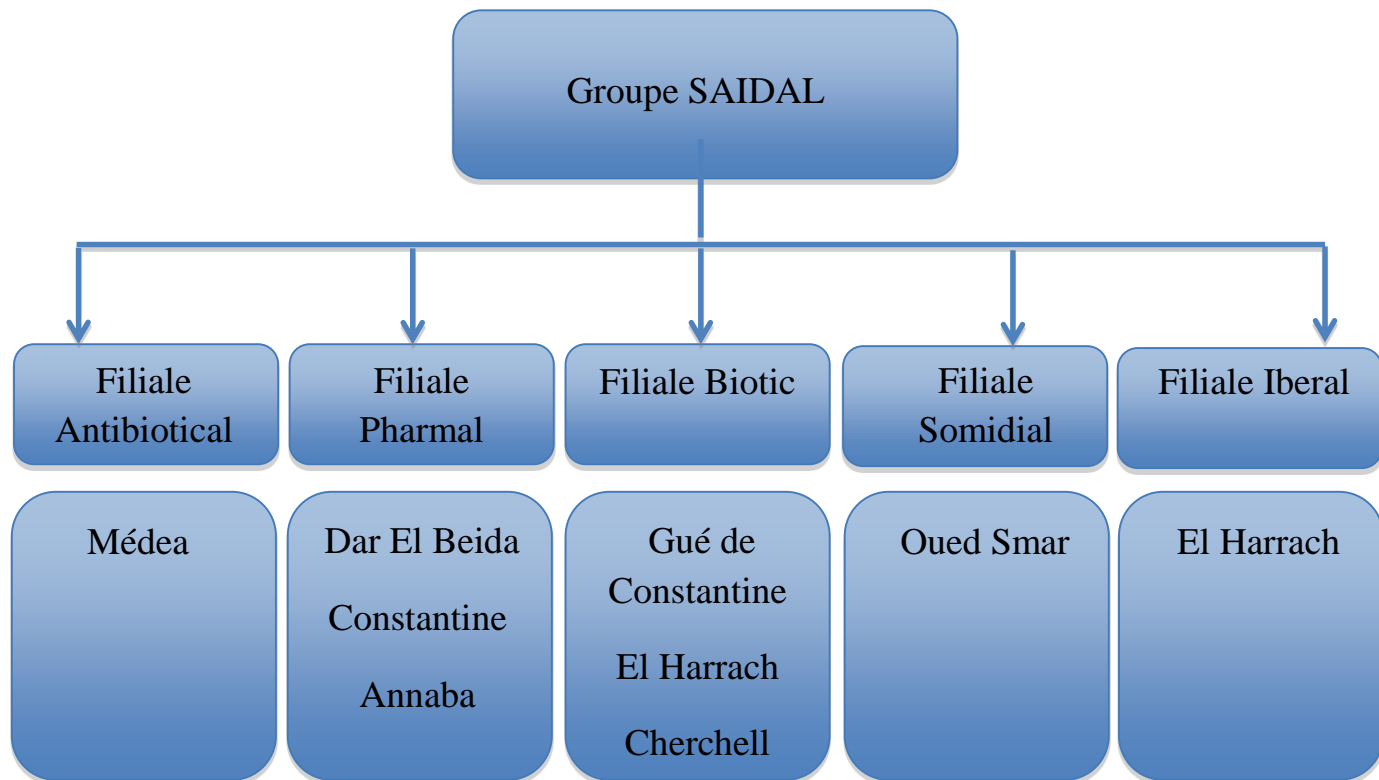 Groupe SAIDAL
Filiale
Antibiotical
Filiale
Pharmal
Filiale Biotic
Filiale
Somidial
Filiale Iberal
Médea
Dar El Beida
Constantine
Annaba
Gué de
Constantine
El Harrach
Cherchell
Oued Smar
El Harrach